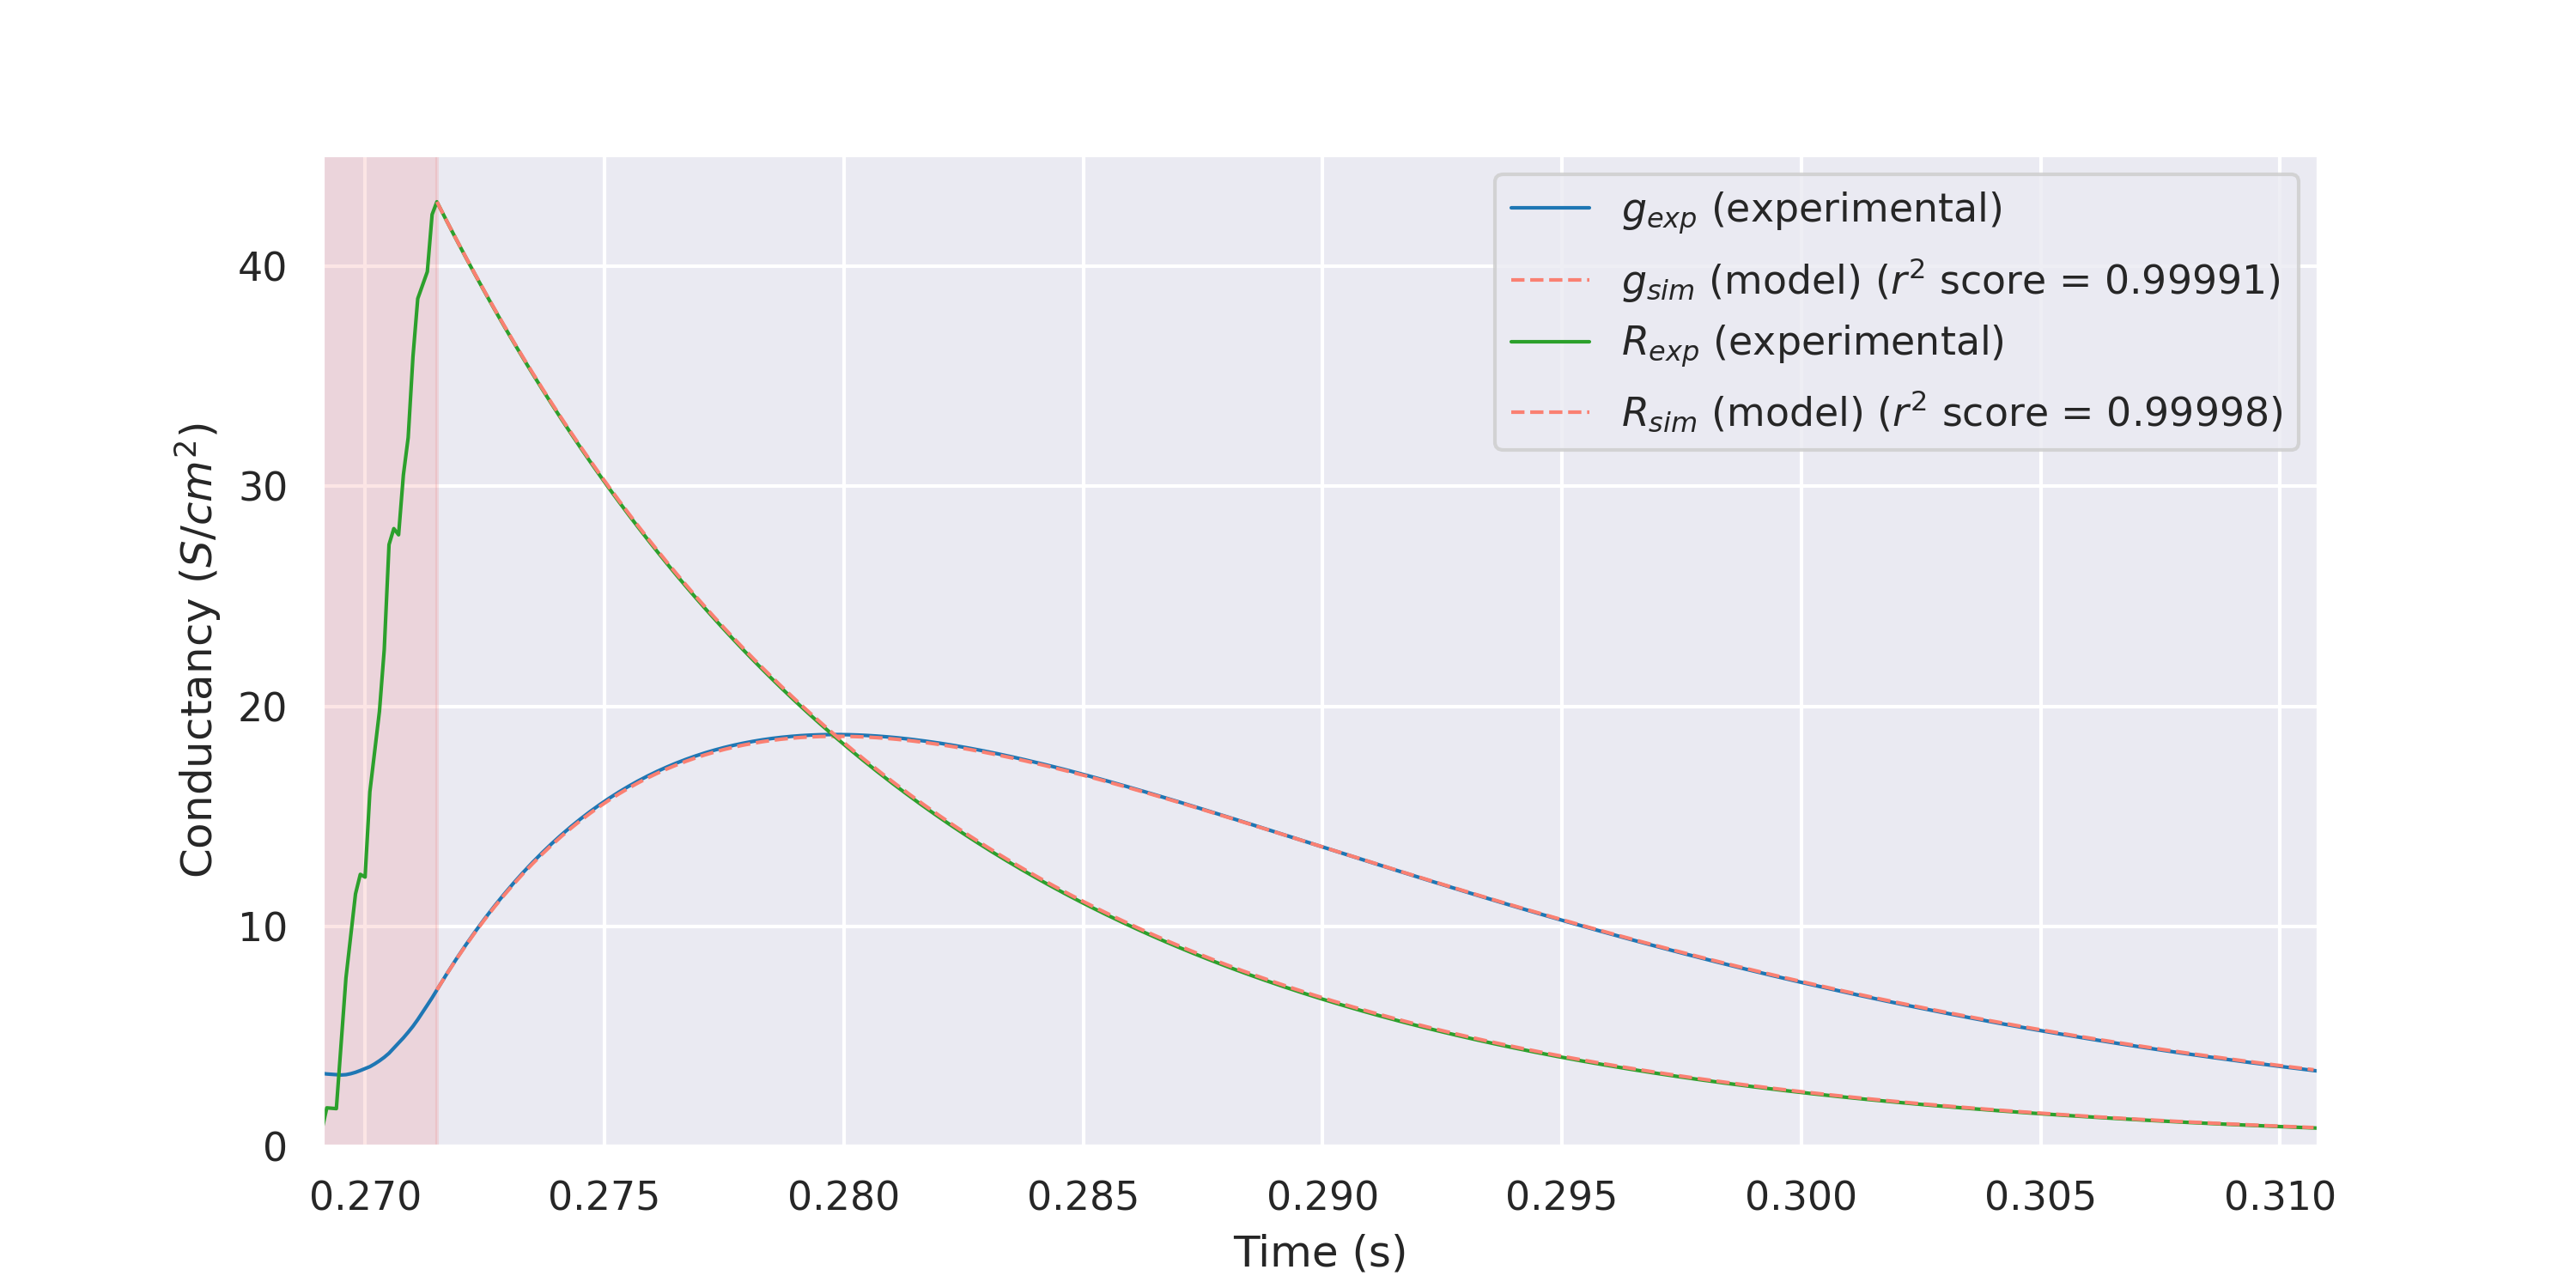 g_exp (experimental)
g_sim (model) (r² score = 0.99991)
R_exp (experimental)
R_sim (model) (r² score = 0.99998)
Conductancy (S/cm²)
40
30
20
10
0
0.270 0.275 0.280 0.285 0.290 0.295 0.300 0.305 0.310
Time (s)